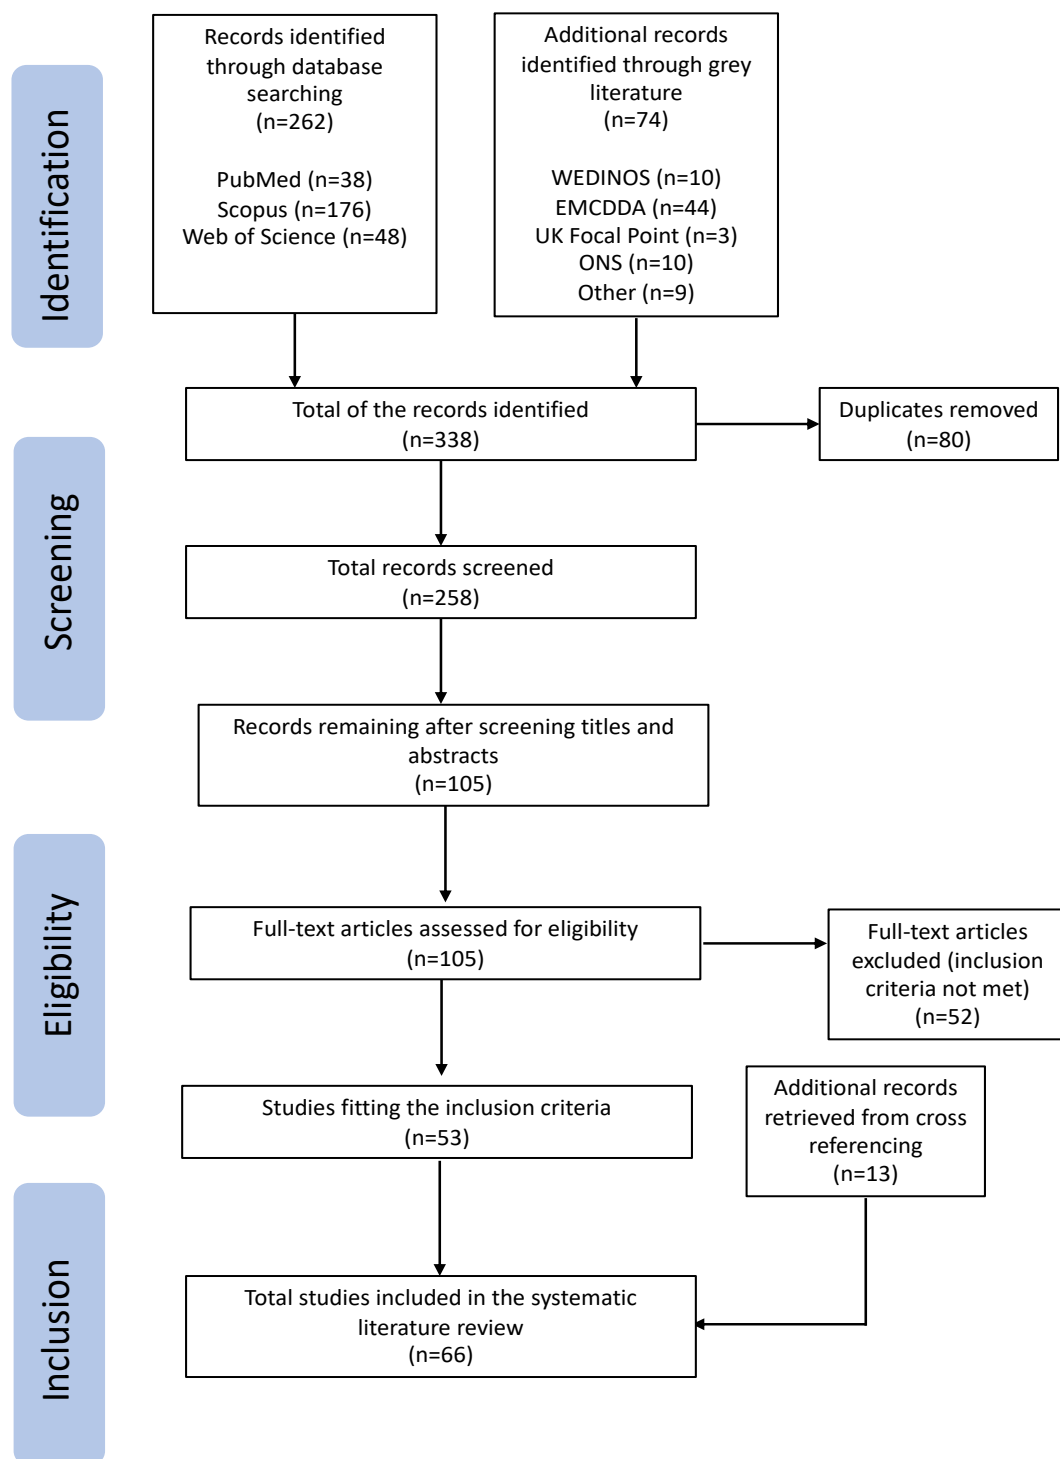 Identification
Records identified
through database
searching
(n=262)
PubMed (n=38)
Scopus (n=176)
Web of Science (n=48)
Additional records
identified through grey
literature
(n=74)
WEDINOS (n=10)
EMCDDA (n=44)
UK Focal Point (n=3)
ONS (n=10)
Other (n=9)
Total of the records identified
(n=338)
Duplicates removed
(n=80)
Screening
Total records screened
(n=258)
Records remaining after screening titles and
abstracts
(n=105)
Eligibility
Full-text articles assessed for eligibility
(n=105)
Full-text articles
excluded (inclusion
criteria not met)
(n=52)
Studies fitting the inclusion criteria
(n=53)
Additional records
retrieved from cross
referencing
(n=13)
Inclusion
Total studies included in the systematic
literature review
(n=66)